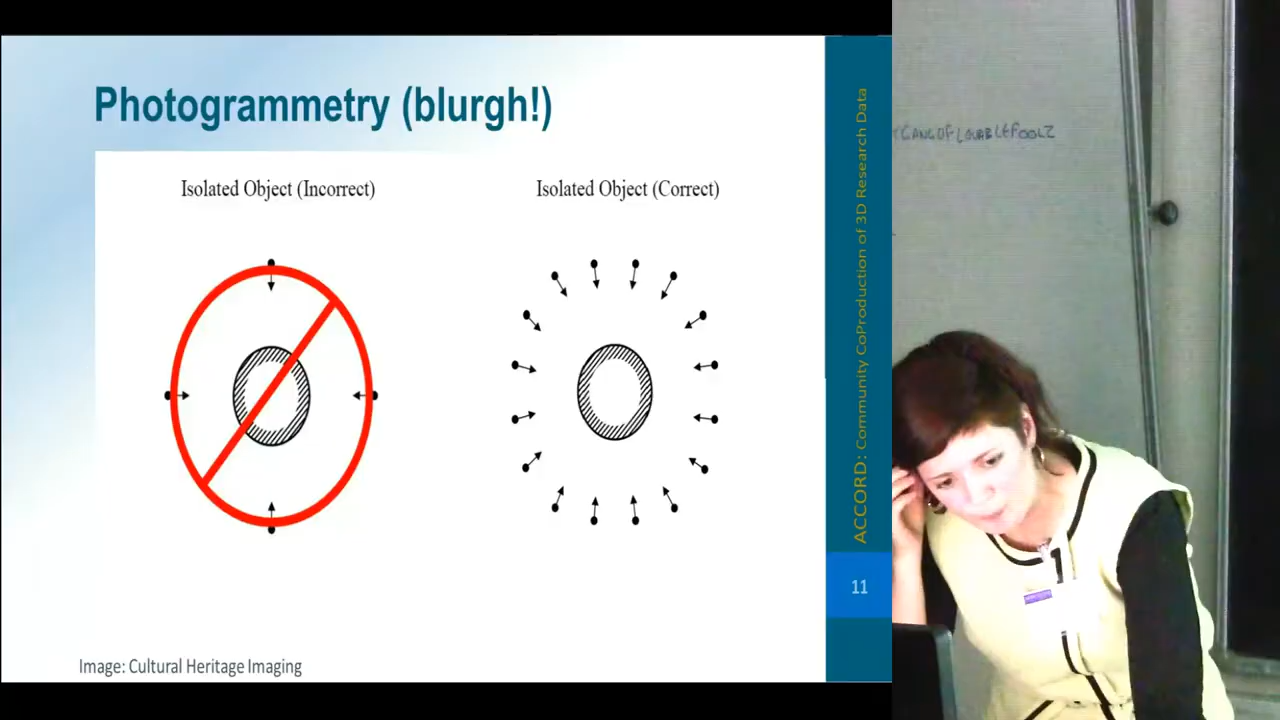 Photogrammetry (blurgh!)
Isolated Object (Incorrect)
Isolated Object (Correct)
ACCORD: Community CoProduction of 3D Research Data
11
Image: Cultural Heritage Imaging